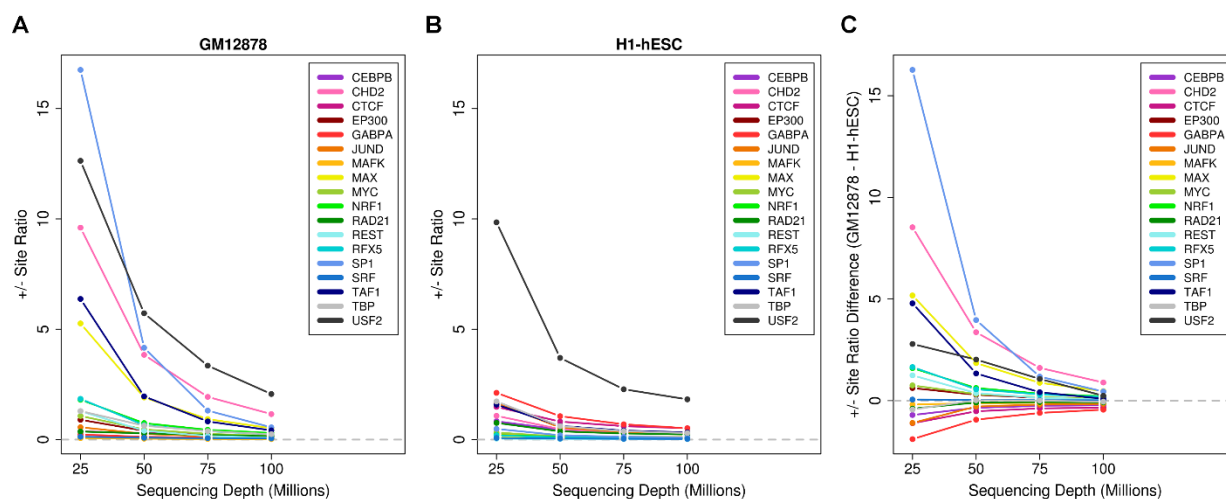 A
GM12878
+/- Site Ratio
15
10
5
0
25 50 75 100
Sequencing Depth (Millions)
CEBPB
CHD2
CTCF
EP300
GABPA
JUND
MAFK
MAX
MYC
NRF1
RAD21
REST
RFX5
SP1
SRF
TAF1
TBP
USF2
B
H1-hESC
+/- Site Ratio
15
10
5
0
25 50 75 100
Sequencing Depth (Millions)
CEBPB
CHD2
CTCF
EP300
GABPA
JUND
MAFK
MAX
MYC
NRF1
RAD21
REST
RFX5
SP1
SRF
TAF1
TBP
USF2
C
+/- Site Ratio Difference (GM12878 - H1-hESC)
15
10
5
0
25 50 75 100
Sequencing Depth (Millions)
CEBPB
CHD2
CTCF
EP300
GABPA
JUND
MAFK
MAX
MYC
NRF1
RAD21
REST
RFX5
SP1
SRF
TAF1
TBP
USF2